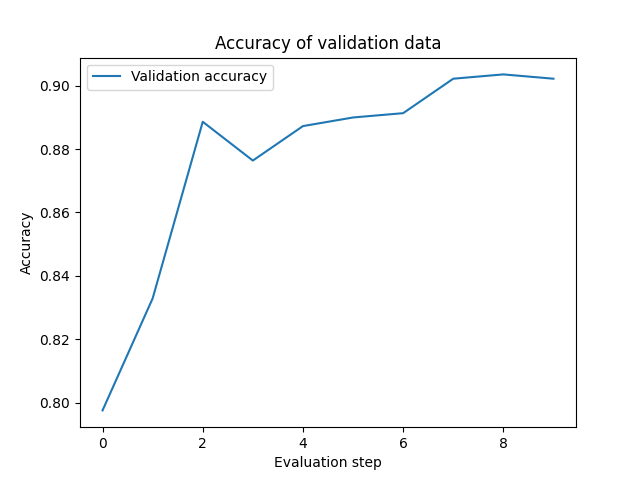 Accuracy of validation data
Validation accuracy
Accuracy
0.90
0.88
0.86
0.84
0.82
0.80
0 2 4 6 8
Evaluation step